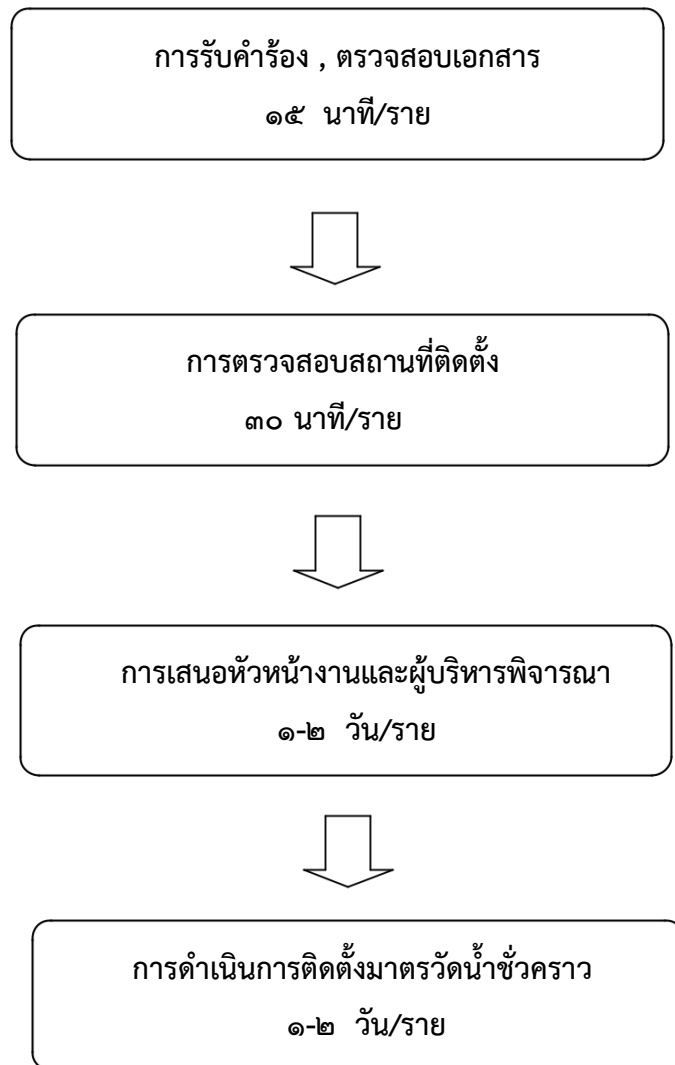 การรับคำร้อง , ตรวจสอบเอกสาร
๑๕ นาที/ราย
การตรวจสอบสถานที่ติดตั้ง
๓๐ นาที/ราย
การเสนอหัวหน้างานและผู้บริหารพิจารณา
๑-๒ วัน/ราย
การดำเนินการติดตั้งมาตรวัดน้ำชั่วคราว
๑-๒ วัน/ราย